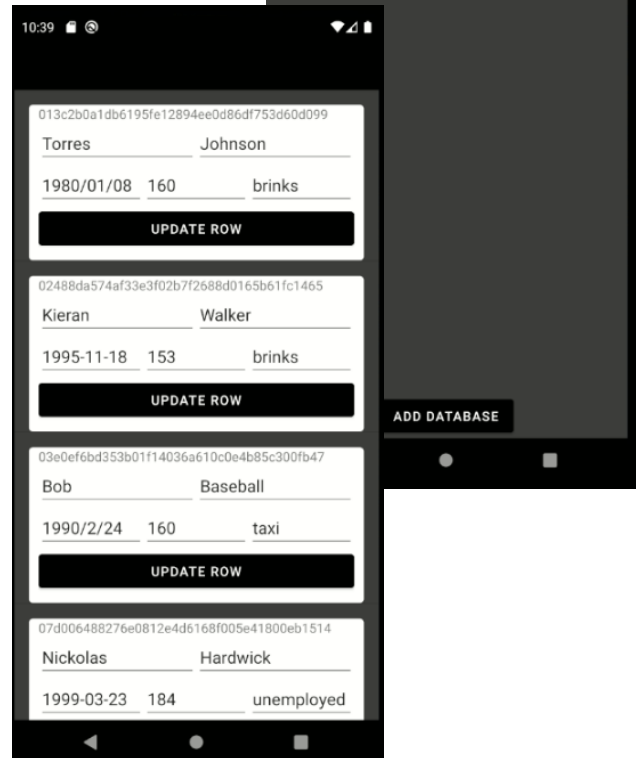 10:39
013c2b0a1db6195fe12894ee0d86df753d60d099
Torres Johnson
1980/01/08 160 brinks
UPDATE ROW
02488da574af33e3f02b7f2688d0165b61fc1465
Kieran Walker
1995-11-18 153 brinks
UPDATE ROW
03e0ef6bd353b01f14036a610c0e4b85c300fb47
Bob Baseball
1990/2/24 160 taxi
UPDATE ROW
07d006488276e0812e4d6168f005e41800eb1514
Nickolas Hardwick
1999-03-23 184 unemployed
ADD DATABASE